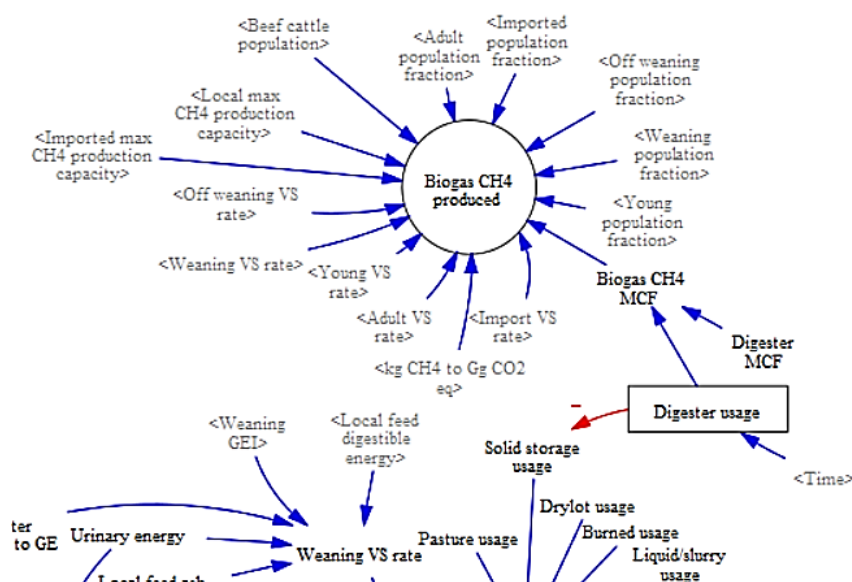 <Beef cattle
population>
<Adult
population
fraction>
<Imported
population
fraction>
<Off weaning
population
fraction>
<Local max
CH4 production
capacity>
<Imported max
CH4 production
capacity>
<Weaning
population
fraction>
Biogas CH4
produced
<Off weaning VS
rate>
<Young
population
fraction>
<Weaning VS rate>
<Young VS
rate>
Biogas CH4
MCF
<Adult VS
rate>
<Import VS
rate>
Digester
MCF
<kg CH4 to Gg CO2
eq>
Digester usage
<Weaning
GEI>
<Local feed
digestible
energy>
–
Solid storage
usage
<Time>
Drylot usage
ter
to GE
Urinary energy
Pasture usage
Burned usage
Weaning VS rate
Liquid/slurry
usage
Local feed ash